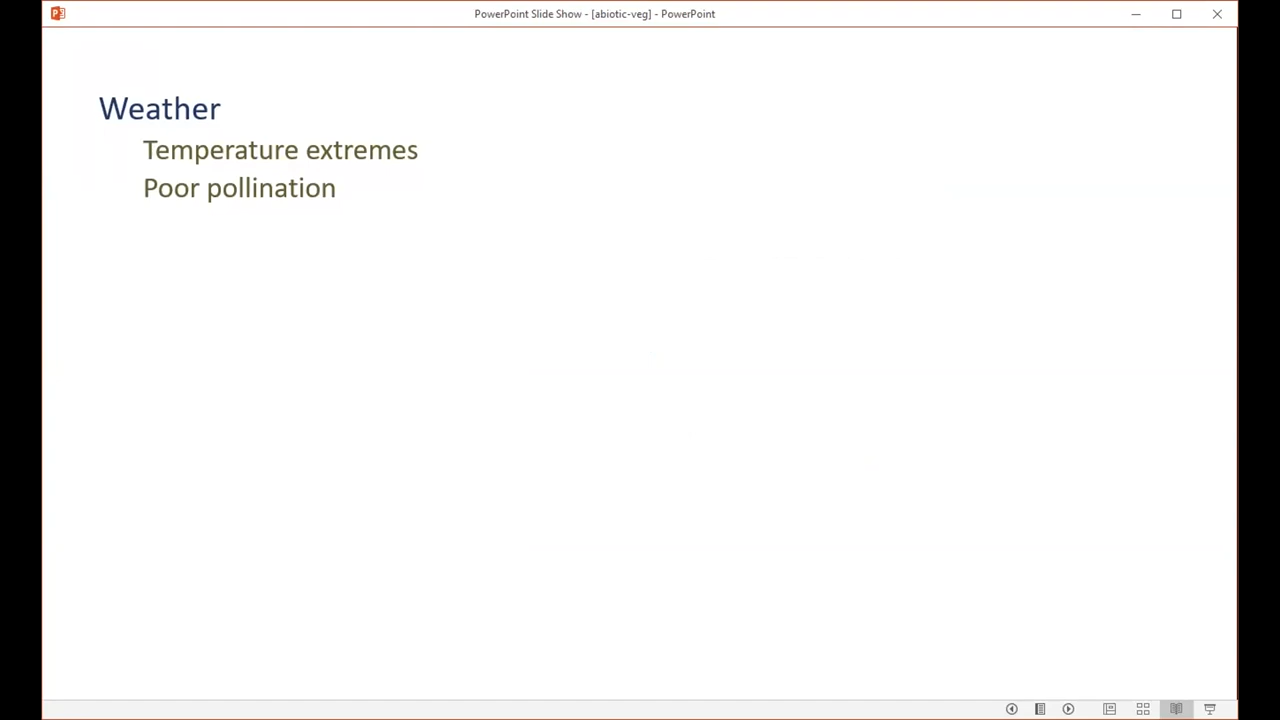 PowerPoint Slide Show - [abiotic-veg] - PowerPoint
Weather
Temperature extremes
Poor pollination